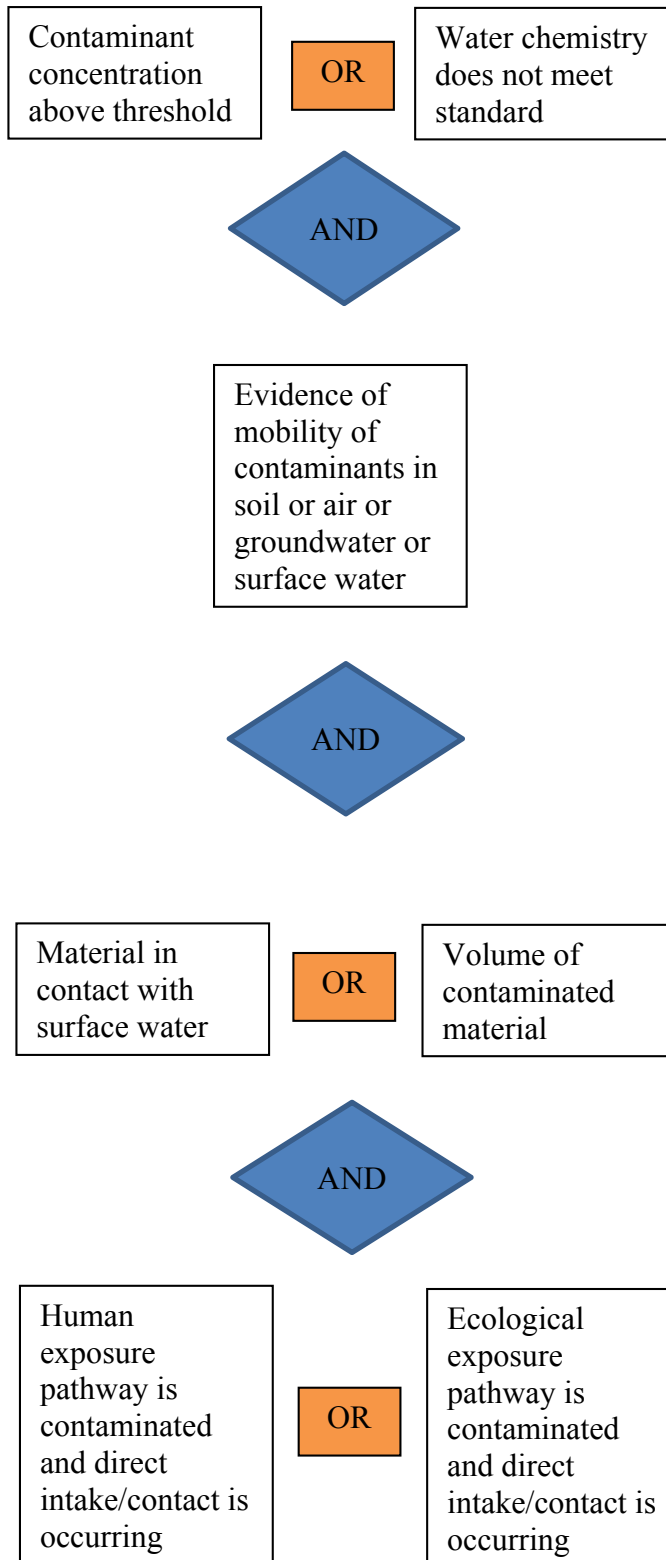 Contaminant
concentration
above threshold
OR
Water chemistry
does not meet
standard
AND
Evidence of
mobility of
contaminants in
soil or air or
groundwater or
surface water
AND
Material in
contact with
surface water
OR
Volume of
contaminated
material
AND
Human
exposure
pathway is
contaminated
and direct
intake/contact is
occurring
OR
Ecological
exposure
pathway is
contaminated
and direct
intake/contact is
occurring